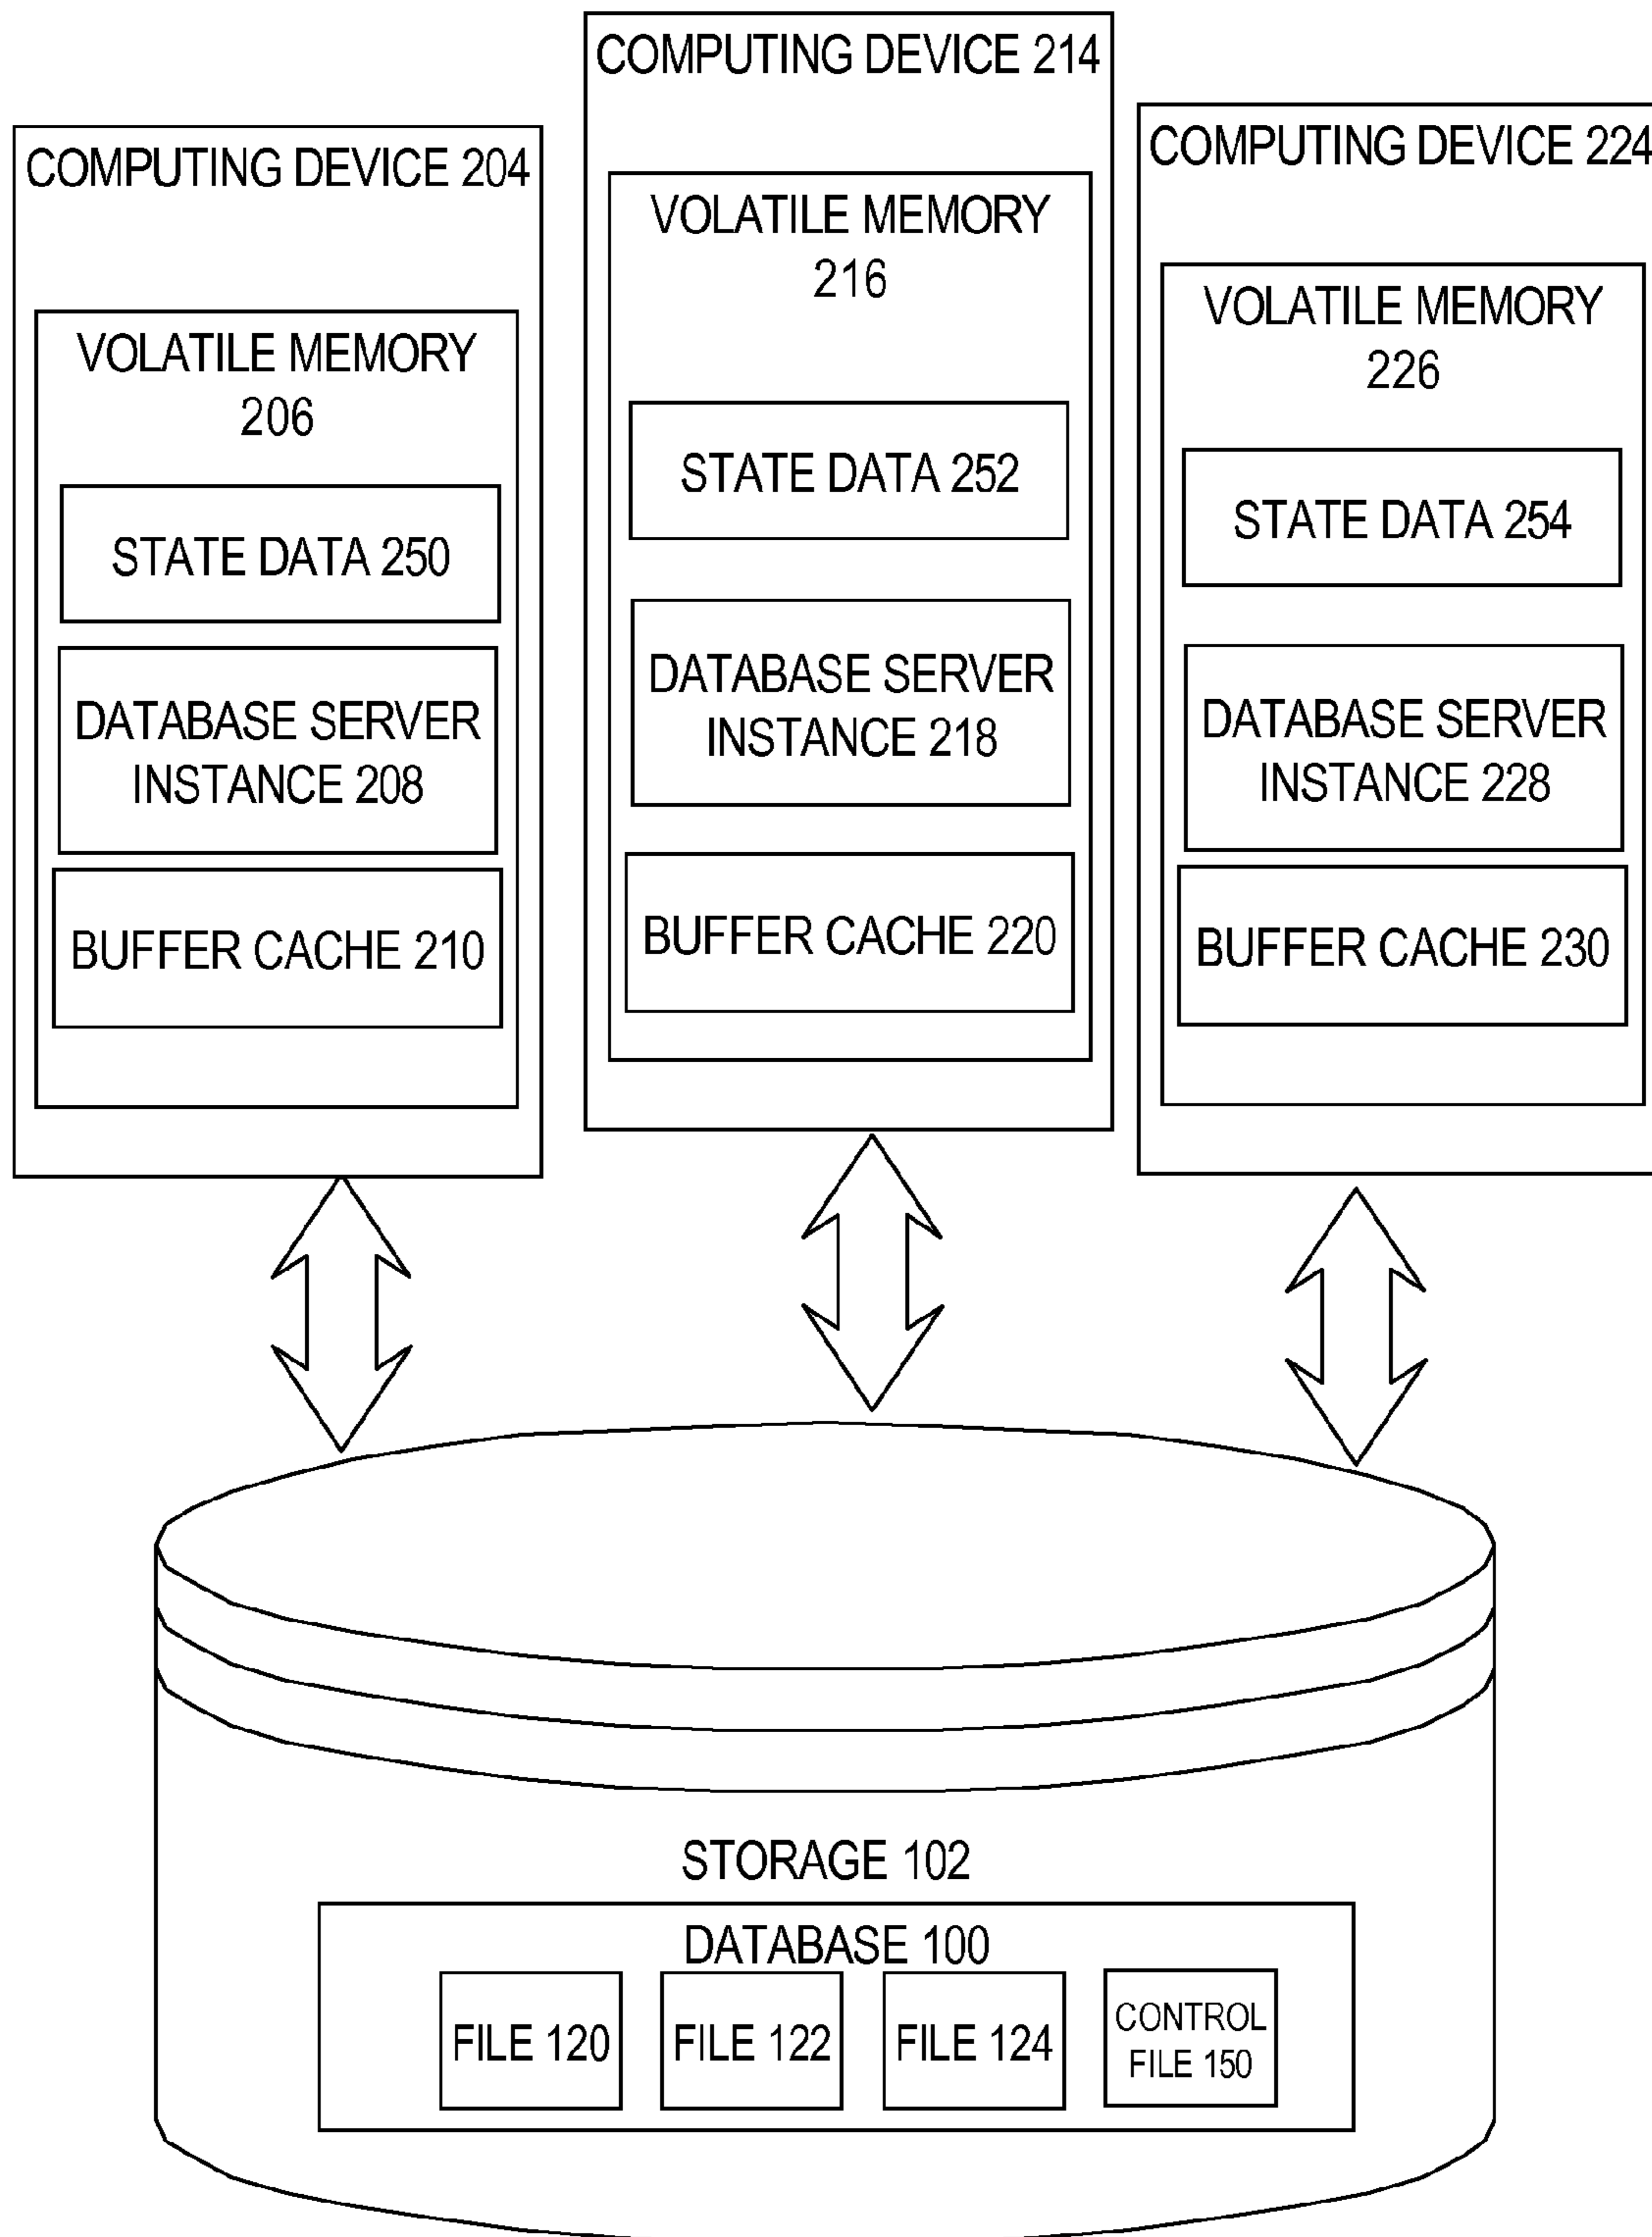 COMPUTING DEVICE 204
VOLATILE MEMORY
206
STATE DATA 250
DATABASE SERVER
INSTANCE 208
BUFFER CACHE 210
COMPUTING DEVICE 214
VOLATILE MEMORY
216
STATE DATA 252
DATABASE SERVER
INSTANCE 218
BUFFER CACHE 220
COMPUTING DEVICE 224
VOLATILE MEMORY
226
STATE DATA 254
DATABASE SERVER
INSTANCE 228
BUFFER CACHE 230
STORAGE 102
DATABASE 100
FILE 120
FILE 122
FILE 124
CONTROL
FILE 150